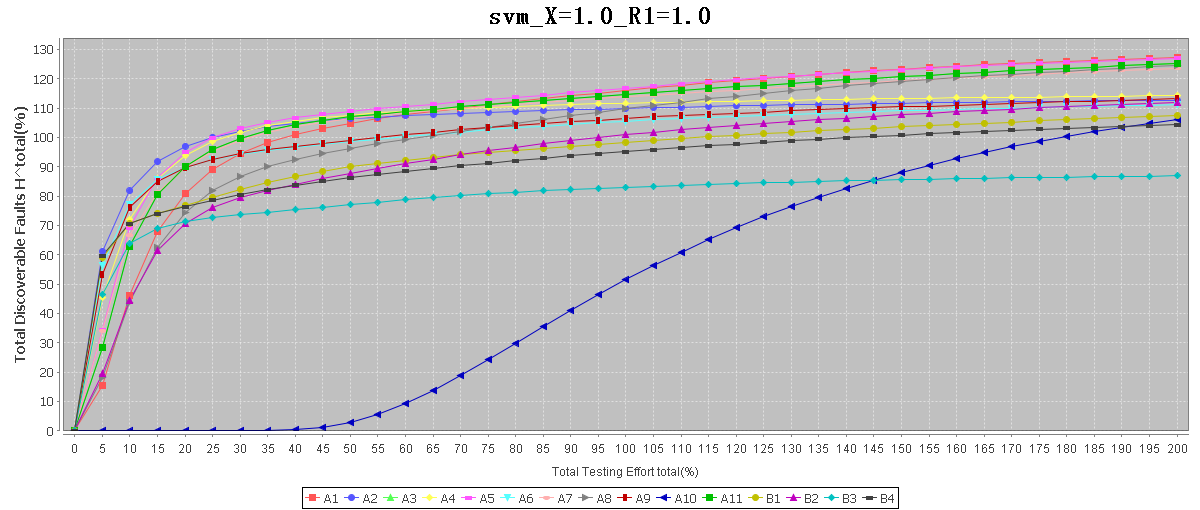 svm_X=1.0_R1=1.0
Total Discoverable Faults H^total(%)
130
120
110
100
90
80
70
60
50
40
30
20
10
0
0 5 10 15 20 25 30 35 40 45 50 55 60 65 70 75 80 85 90 95 100 105 110 115 120 125 130 135 140 145 150 155 160 165 170 175 180 185 190 195 200
Total Testing Effort total(%)
A1 A2 A3 A4 A5 A6 A7 A8 A9 A10 A11 B1 B2 B3 B4